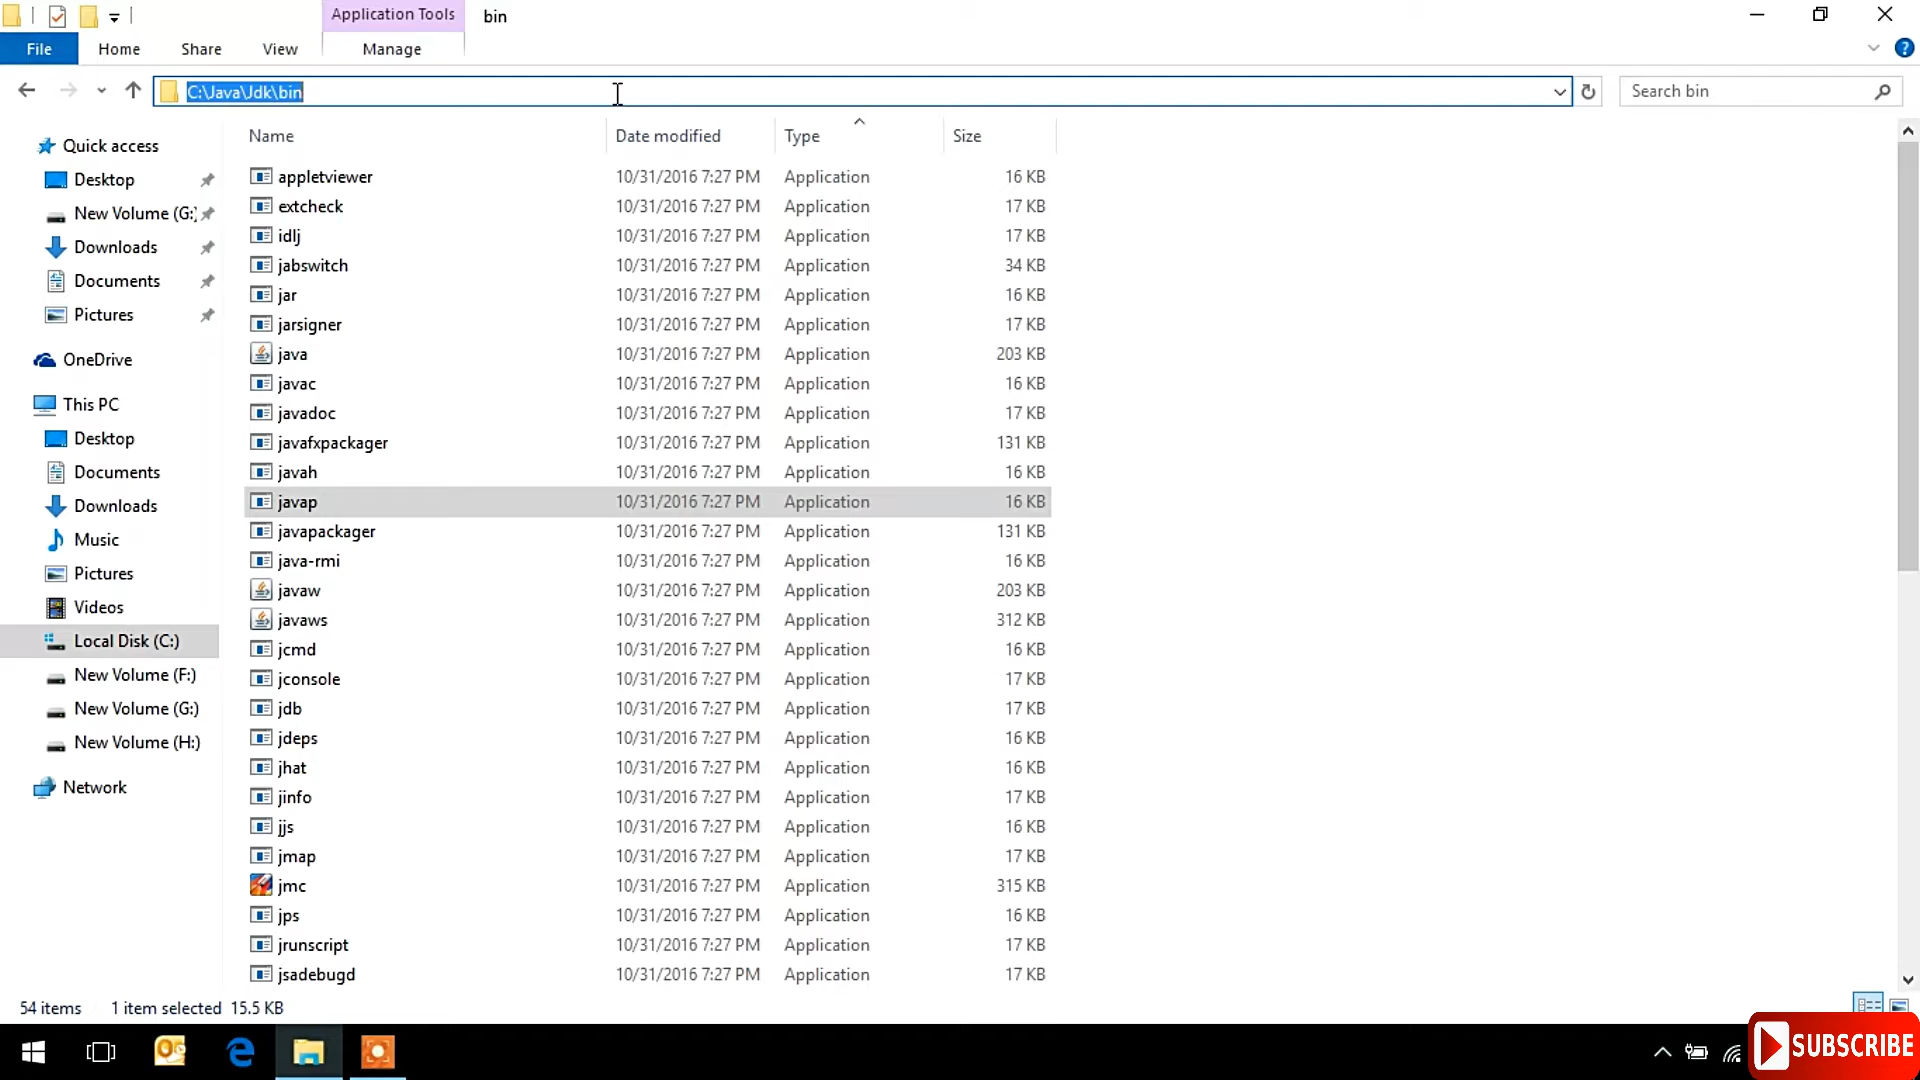 Application Tools bin
File Home Share View Manage
C:\Java\Jdk\bin Search bin
Quick access
Desktop
New Volume (G:)
Downloads
Documents
Pictures
OneDrive
This PC
Desktop
Documents
Downloads
Music
Pictures
Videos
Local Disk (C:)
New Volume (F:)
New Volume (G:)
New Volume (H:)
Network
Name Date modified Type Size
appletviewer 10/31/2016 7:27 PM Application 16 KB
extcheck 10/31/2016 7:27 PM Application 17 KB
idlj 10/31/2016 7:27 PM Application 17 KB
jabswitch 10/31/2016 7:27 PM Application 34 KB
jar 10/31/2016 7:27 PM Application 16 KB
jarsigner 10/31/2016 7:27 PM Application 17 KB
java 10/31/2016 7:27 PM Application 203 KB
javac 10/31/2016 7:27 PM Application 16 KB
javadoc 10/31/2016 7:27 PM Application 17 KB
javafxpackager 10/31/2016 7:27 PM Application 131 KB
javah 10/31/2016 7:27 PM Application 16 KB
javap 10/31/2016 7:27 PM Application 16 KB
javapackager 10/31/2016 7:27 PM Application 131 KB
java-rmi 10/31/2016 7:27 PM Application 16 KB
javaw 10/31/2016 7:27 PM Application 203 KB
javaws 10/31/2016 7:27 PM Application 312 KB
jcmd 10/31/2016 7:27 PM Application 16 KB
jconsole 10/31/2016 7:27 PM Application 17 KB
jdb 10/31/2016 7:27 PM Application 17 KB
jdeps 10/31/2016 7:27 PM Application 16 KB
jhat 10/31/2016 7:27 PM Application 16 KB
jinfo 10/31/2016 7:27 PM Application 17 KB
jjs 10/31/2016 7:27 PM Application 16 KB
jmap 10/31/2016 7:27 PM Application 17 KB
jmc 10/31/2016 7:27 PM Application 315 KB
jps 10/31/2016 7:27 PM Application 16 KB
jrunscript 10/31/2016 7:27 PM Application 17 KB
jsadebugd 10/31/2016 7:27 PM Application 17 KB
54 items 1 item selected 15.5 KB
SUBSCRIBE